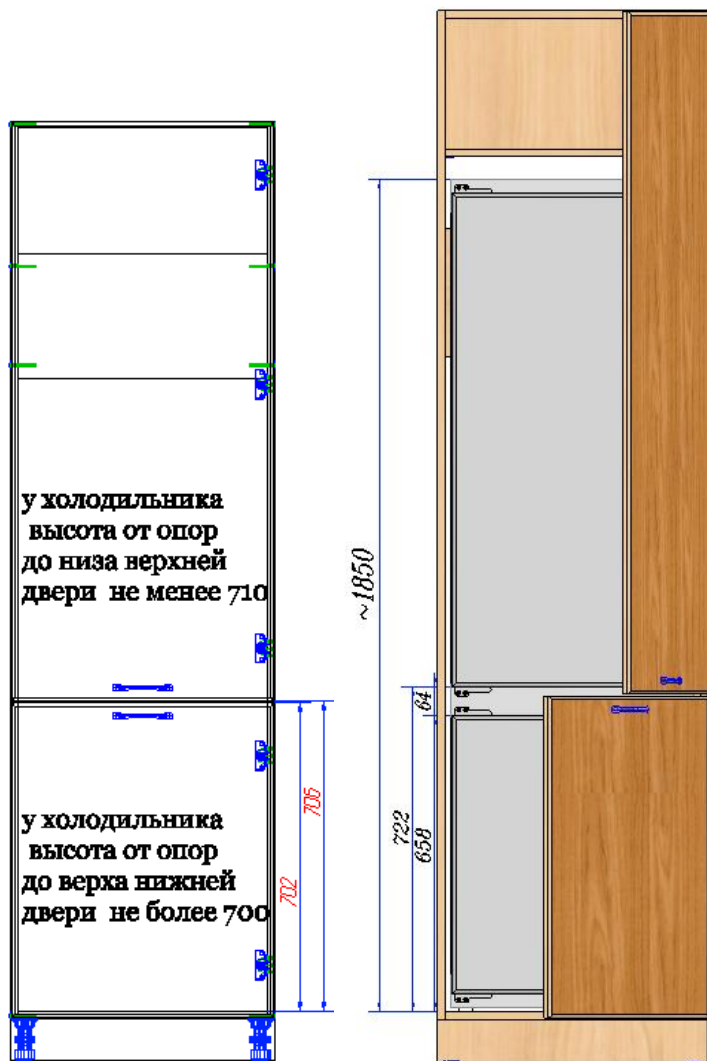 у холодильника
высота от опор
до низа верхней
двери не менее 710
~1850
64
706
722
658
у холодильника
высота от опор
до верха нижней
двери не более 700
702